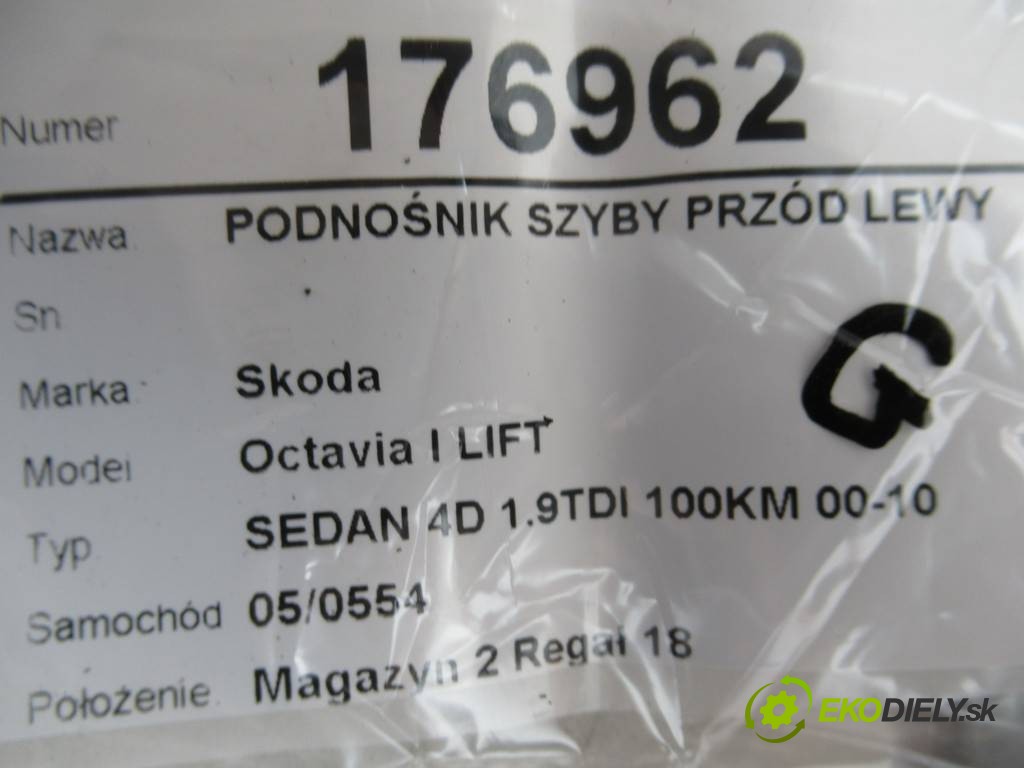 Numer 176962
Nazwa PODNOŚNIK SZYBY PRZÓD LEWY
Sn
Marka Skoda
G
Model Octavia I LIFT
Typ SEDAN 4D 1.9TDI 100KM 00-10
Samochód 05/0554
Położenie Magazyn 2 Regał 18
EKODIELY.sk